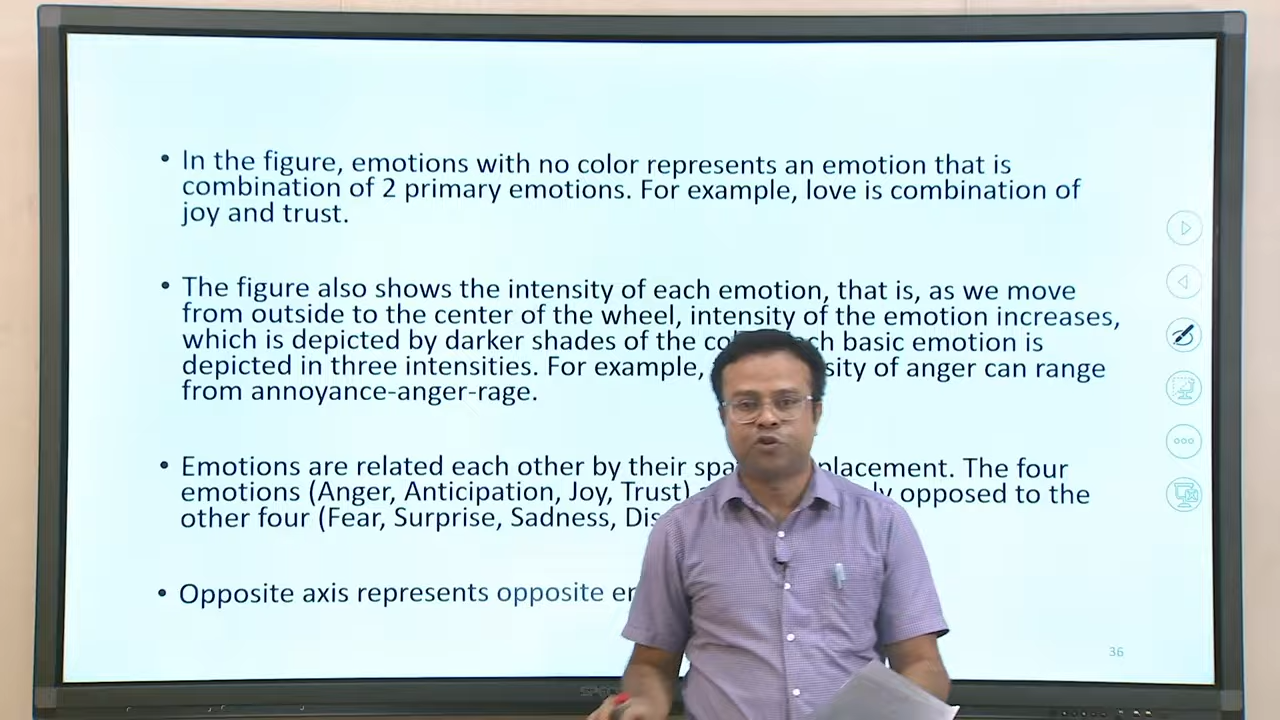 • In the figure, emotions with no color represents an emotion that is
combination of 2 primary emotions. For example, love is combination of
joy and trust.
• The figure also shows the intensity of each emotion, that is, as we move
from outside to the center of the wheel, intensity of the emotion increases,
which is depicted by darker shades of the basic emotion is
depicted in three intensities. For example, of anger can range
from annoyance-anger-rage.
• Emotions are related each other by their placement. The four
emotions (Anger, Anticipation, Joy, Trust) opposed to the
other four (Fear, Surprise, Sadness,
• Opposite axis represents opposite
36